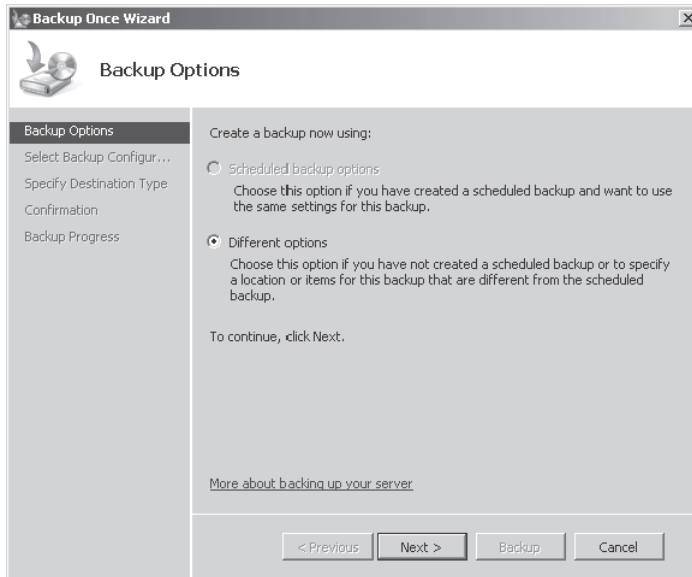 Backup Once Wizard
Backup Options
Backup Options
Select Backup Configur...
Specify Destination Type
Confirmation
Backup Progress
Create a backup now using:
Scheduled backup options
Choose this option if you have created a scheduled backup and want to use
the same settings for this backup.
Different options
Choose this option if you have not created a scheduled backup or to specify
a location or items for this backup that are different from the scheduled
backup.
To continue, click Next.
More about backing up your server
< Previous
Next >
Backup
Cancel